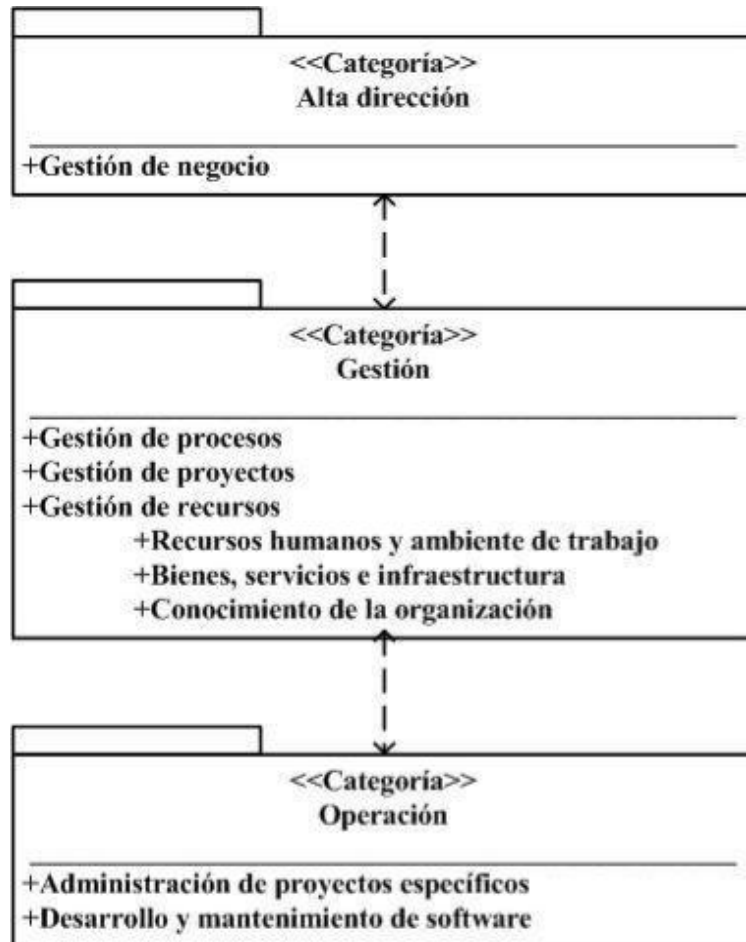 <<Categoría>>
Alta dirección
+Gestión de negocio
<<Categoría>>
Gestión
+Gestión de procesos
+Gestión de proyectos
+Gestión de recursos
+Recursos humanos y ambiente de trabajo
+Bienes, servicios e infraestructura
+Conocimiento de la organización
<<Categoría>>
Operación
+Administración de proyectos específicos
+Desarrollo y mantenimiento de software